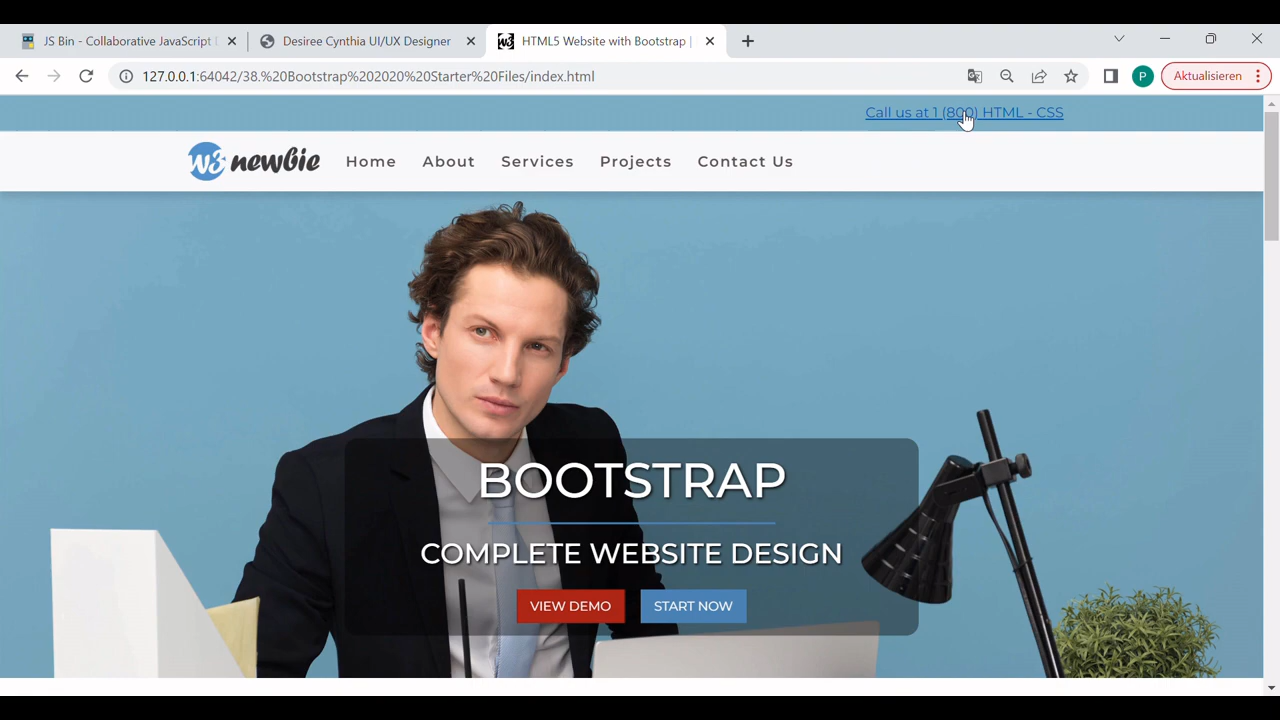 JS Bin - Collaborative JavaScript
Desiree Cynthia UI/UX Designer
HTML5 Website with Bootstrap |
127.0.0.1:64042/38.%20Bootstrap%202020%20Starter%20Files/index.html
P
Aktualisieren
Call us at 1 (800) HTML - CSS
w3 newbie
Home
About
Services
Projects
Contact Us
BOOTSTRAP
COMPLETE WEBSITE DESIGN
VIEW DEMO
START NOW